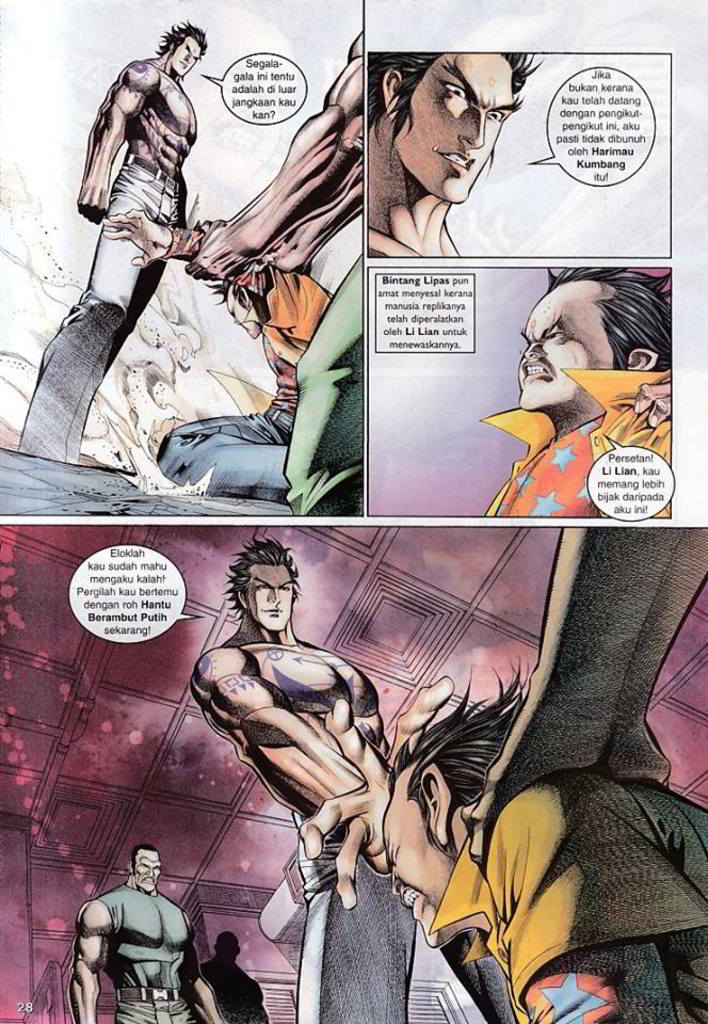 Segala-
gala ini tentu
adalah di luar
jangkaan kau
kan?
Jika
bukan kerana
kau telah datang
dengan pengikut-
pengikut ini, aku
pasti tidak dibunuh
oleh Harimau
Kumbang
itu!
Bintang Lipas pun
amat menyesal kerana
manusia replikanya
telah diperalatkan
oleh Li Lian untuk
menewaskannya.
Persetan!
Li Lian, kau
memang lebih
bijak daripada
aku ini!
Eloklah
kau sudah mahu
mengaku kalah!
Pergilah kau bertemu
dengan roh Hantu
Berambut Putih
sekarang!
28